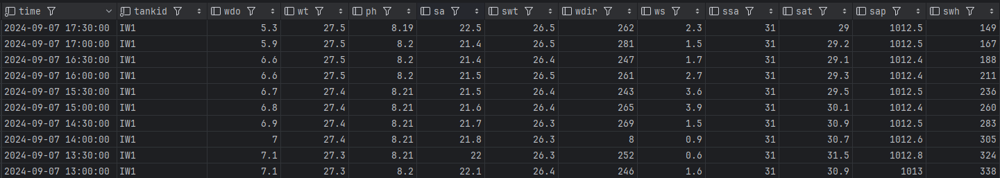 time tankid wdo wt ph sa swt wdir ws ssa sat sap swh
2024-09-07 17:30:00 IW1 5.3 27.5 8.19 22.5 26.5 262 2.3 31 29 1012.5 149
2024-09-07 17:00:00 IW1 5.9 27.5 8.2 21.4 26.5 281 1.5 31 29.2 1012.5 167
2024-09-07 16:30:00 IW1 6.6 27.5 8.2 21.4 26.4 247 1.7 31 29.1 1012.4 188
2024-09-07 16:00:00 IW1 6.6 27.5 8.2 21.5 26.5 261 2.7 31 29.3 1012.4 211
2024-09-07 15:30:00 IW1 6.7 27.4 8.21 21.5 26.4 243 3.6 31 29.5 1012.5 236
2024-09-07 15:00:00 IW1 6.8 27.4 8.21 21.6 26.4 265 3.9 31 30.1 1012.4 260
2024-09-07 14:30:00 IW1 6.9 27.4 8.21 21.7 26.3 269 1.5 31 30.9 1012.5 283
2024-09-07 14:00:00 IW1 7 27.4 8.21 21.8 26.3 8 0.9 31 30.7 1012.6 305
2024-09-07 13:30:00 IW1 7.1 27.3 8.21 22 26.3 252 0.6 31 31.5 1012.8 324
2024-09-07 13:00:00 IW1 7.1 27.3 8.2 22.1 26.4 246 1.6 31 30.9 1013 338